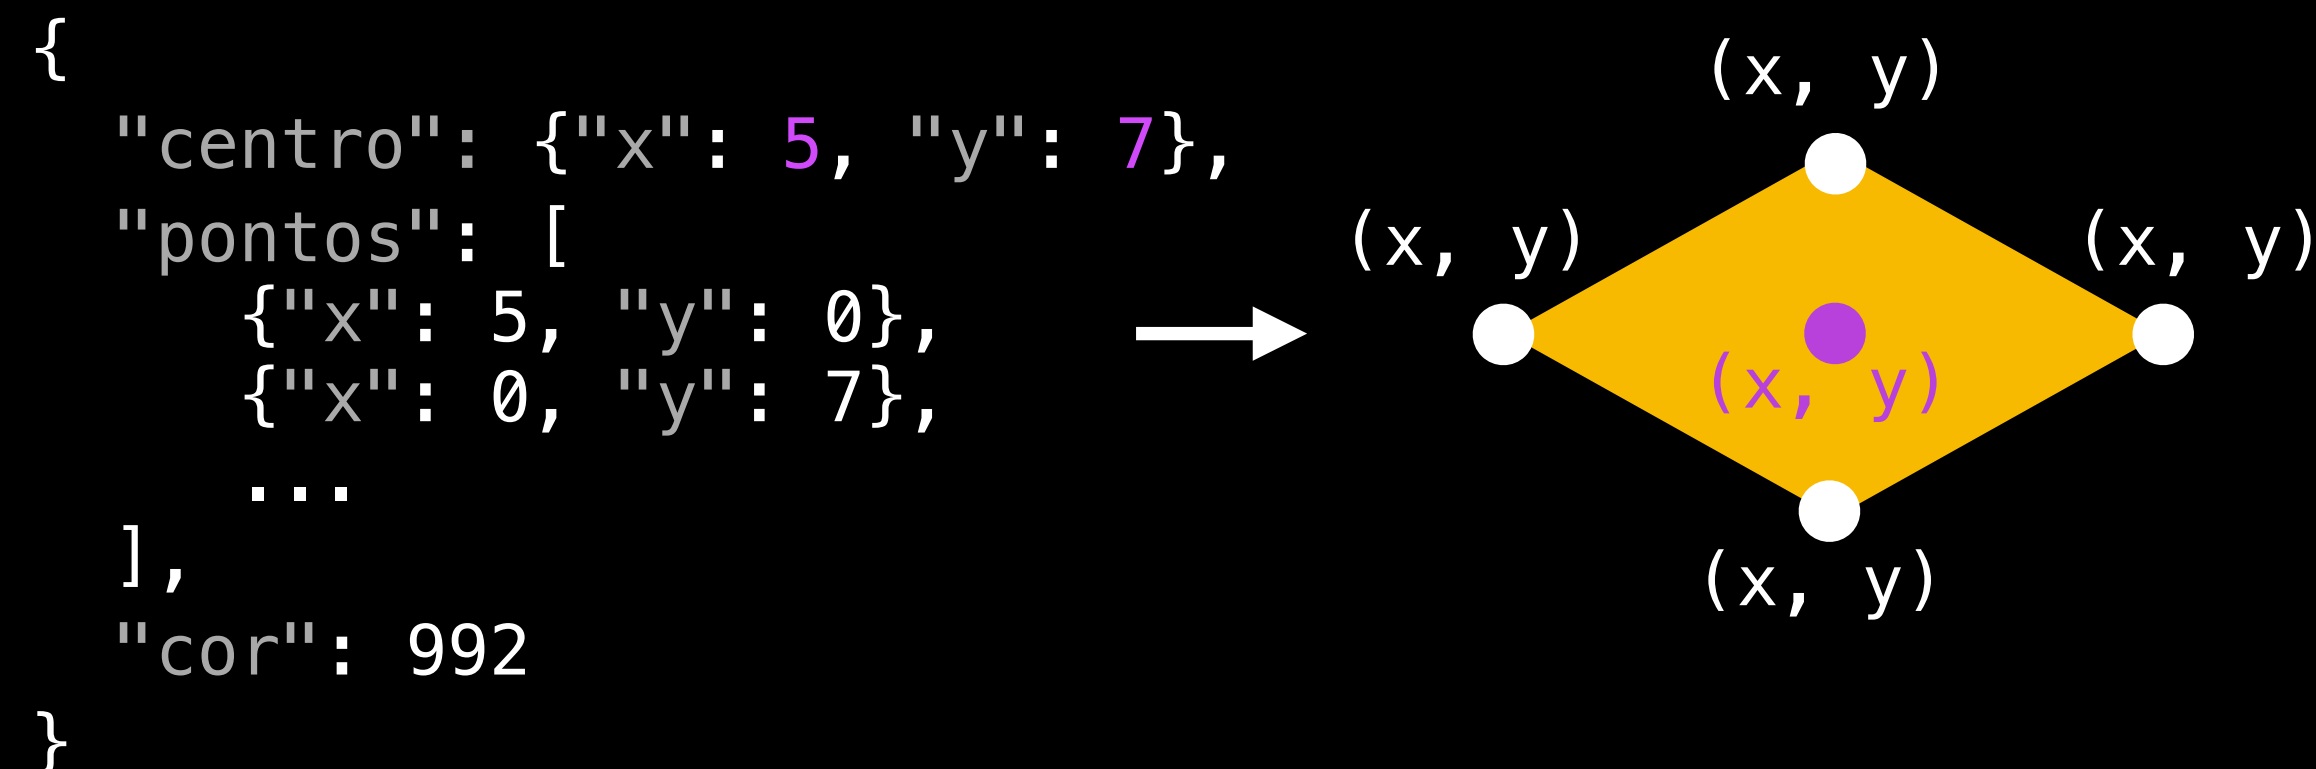 {
"centro": {"x": 5, "y": 7},
"pontos": [
{"x": 5, "y": 0},
{"x": 0, "y": 7},
...
],
"cor": 992
}
(x, y)
(x, y)
(x, y)
(x, y)
(x, y)